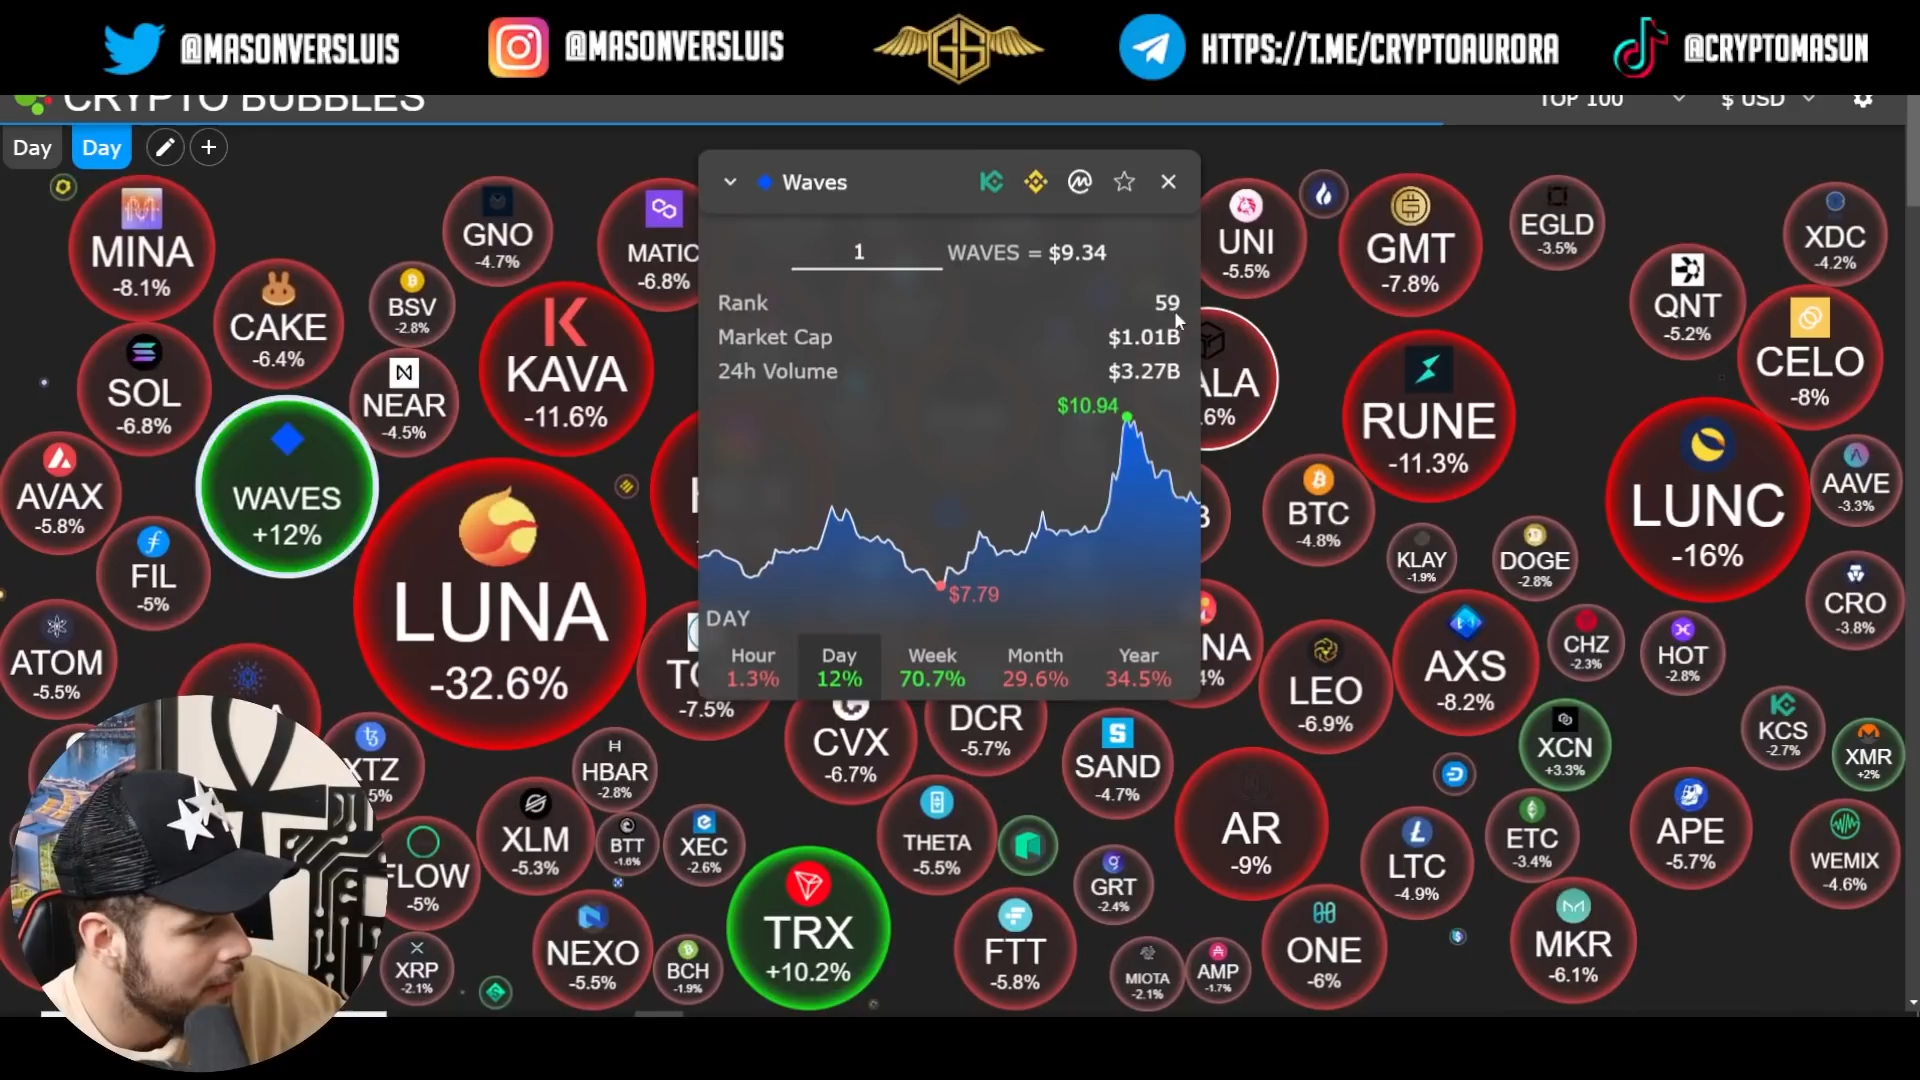 @MASONVERSLUIS
@MASONVERSLUIS
GS
HTTPS://T.ME/CRYPTOAURORA
@CRYPTOMASUN
CRYPTO BUBBLES
TOP 100
$ USD
Day
Day
Waves
1
WAVES = $9.34
Rank
59
Market Cap
$1.01B
24h Volume
$3.27B
$10.94
$7.79
DAY
Hour
1.3%
Day
12%
Week
70.7%
Month
29.6%
Year
34.5%
MINA
-8.1%
GNO
-4.7%
MATIC
-6.8%
UNI
-5.5%
GMT
-7.8%
EGLD
-3.5%
XDC
-4.2%
CAKE
-6.4%
BSV
-2.8%
KAVA
-11.6%
QNT
-5.2%
CELO
-8%
SOL
-6.8%
NEAR
-4.5%
ALA
.6%
RUNE
-11.3%
AVAX
-5.8%
WAVES
+12%
BTC
-4.8%
LUNC
-16%
AAVE
-3.3%
FIL
-5%
LUNA
-32.6%
KLAY
-1.9%
DOGE
-2.8%
CRO
-3.8%
ATOM
-5.5%
-7.5%
NA
4%
LEO
-6.9%
AXS
-8.2%
CHZ
-2.3%
HOT
-2.8%
XTZ
5%
HBAR
-2.8%
CVX
-6.7%
DCR
-5.7%
SAND
-4.7%
XCN
+3.3%
KCS
-2.7%
XMR
+2%
FLOW
-5%
XLM
-5.3%
BTT
-1.6%
XEC
-2.6%
THETA
-5.5%
GRT
-2.4%
AR
-9%
LTC
-4.9%
ETC
-3.4%
APE
-5.7%
WEMIX
-4.6%
XRP
-2.1%
NEXO
-5.5%
BCH
-1.9%
TRX
+10.2%
FTT
-5.8%
MIOTA
-2.1%
AMP
-1.7%
ONE
-6%
MKR
-6.1%